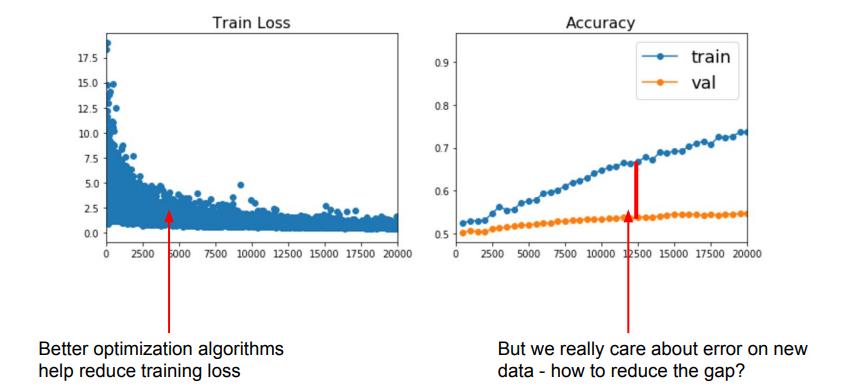 Train Loss
17.5
15.0
12.5
10.0
7.5
5.0
2.5
0.0
0 2500 5000 7500 10000 12500 15000 17500 20000
Accuracy
train
val
0.9
0.8
0.7
0.6
0.5
0 2500 5000 7500 10000 12500 15000 17500 20000
Better optimization algorithms
help reduce training loss
But we really care about error on new
data - how to reduce the gap?